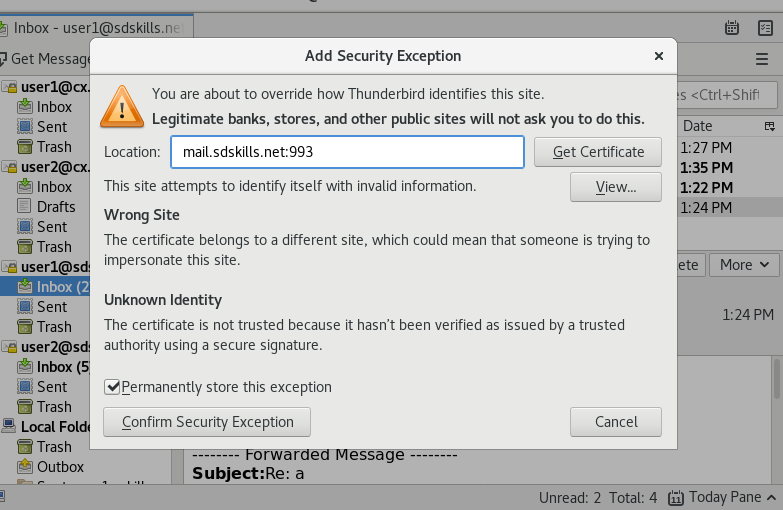 Inbox - user1@sdskills.ne
Add Security Exception
Get Message
You are about to override how Thunderbird identifies this site.
Legitimate banks, stores, and other public sites will not ask you to do this.
Location: mail.sdskills.net:993 Get Certificate
This site attempts to identify itself with invalid information. View...
Wrong Site
The certificate belongs to a different site, which could mean that someone is trying to
impersonate this site.
Unknown Identity
The certificate is not trusted because it hasn't been verified as issued by a trusted
authority using a secure signature.
Permanently store this exception
Confirm Security Exception Cancel
user1@cx.
Inbox
Sent
Trash
user2@cx.
Inbox
Drafts
Sent
Trash
user1@sds
Inbox (2
Sent
Trash
user2@sds
Inbox (5
Sent
Trash
Local Folde
Trash
Outbox
es <Ctrl+Shift
Date
1:27 PM
1:35 PM
1:22 PM
1:24 PM
ete More
1:24 PM
-------- Forwarded Message --------
Subject:Re: a
Unread: 2 Total: 4 11 Today Pane